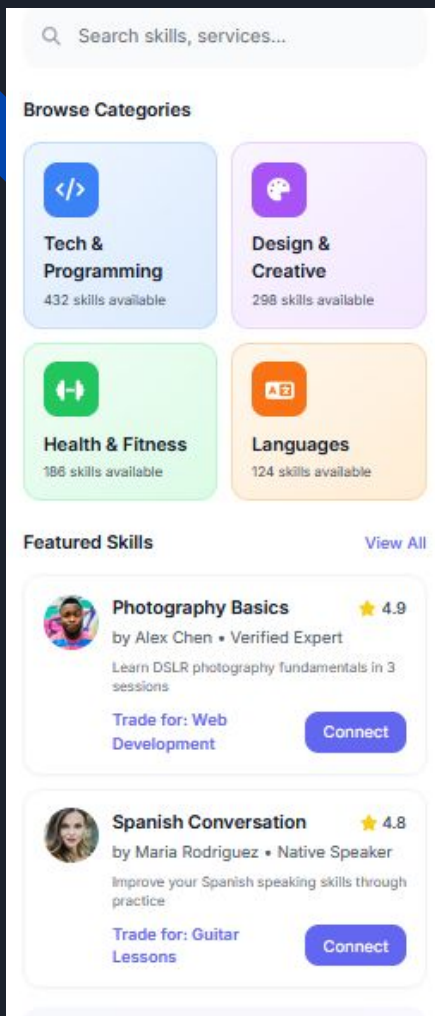 Search skills, services...
Browse Categories
Tech &
Programming
432 skills available
Design &
Creative
298 skills available
Health & Fitness
186 skills available
Languages
124 skills available
Featured Skills
View All
Photography Basics
4.9
by Alex Chen • Verified Expert
Learn DSLR photography fundamentals in 3
sessions
Trade for: Web
Development
Connect
Spanish Conversation
4.8
by Maria Rodriguez • Native Speaker
Improve your Spanish speaking skills through
practice
Trade for: Guitar
Lessons
Connect